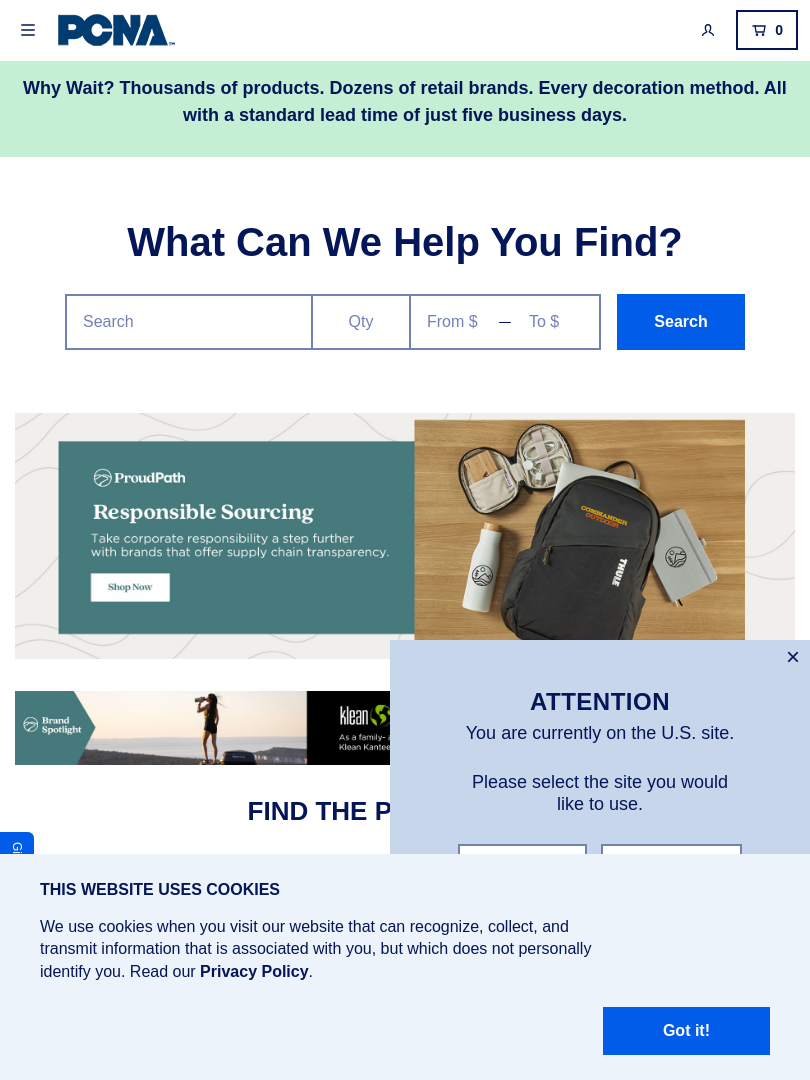 PCNA
0
Why Wait? Thousands of products. Dozens of retail brands. Every decoration method. All
with a standard lead time of just five business days.
What Can We Help You Find?
Search
Qty
From $
—
To $
Search
ProudPath
Responsible Sourcing
Take corporate responsibility a step further
with brands that offer supply chain transparency.
Shop Now
COMMANDER
OUTDOOR
THULE
×
ATTENTION
You are currently on the U.S. site.
Please select the site you would
like to use.
Brand
Spotlight
klean
As a family-
Klean Kantee
FIND THE P
THIS WEBSITE USES COOKIES
We use cookies when you visit our website that can recognize, collect, and
transmit information that is associated with you, but which does not personally
identify you. Read our Privacy Policy.
Got it!